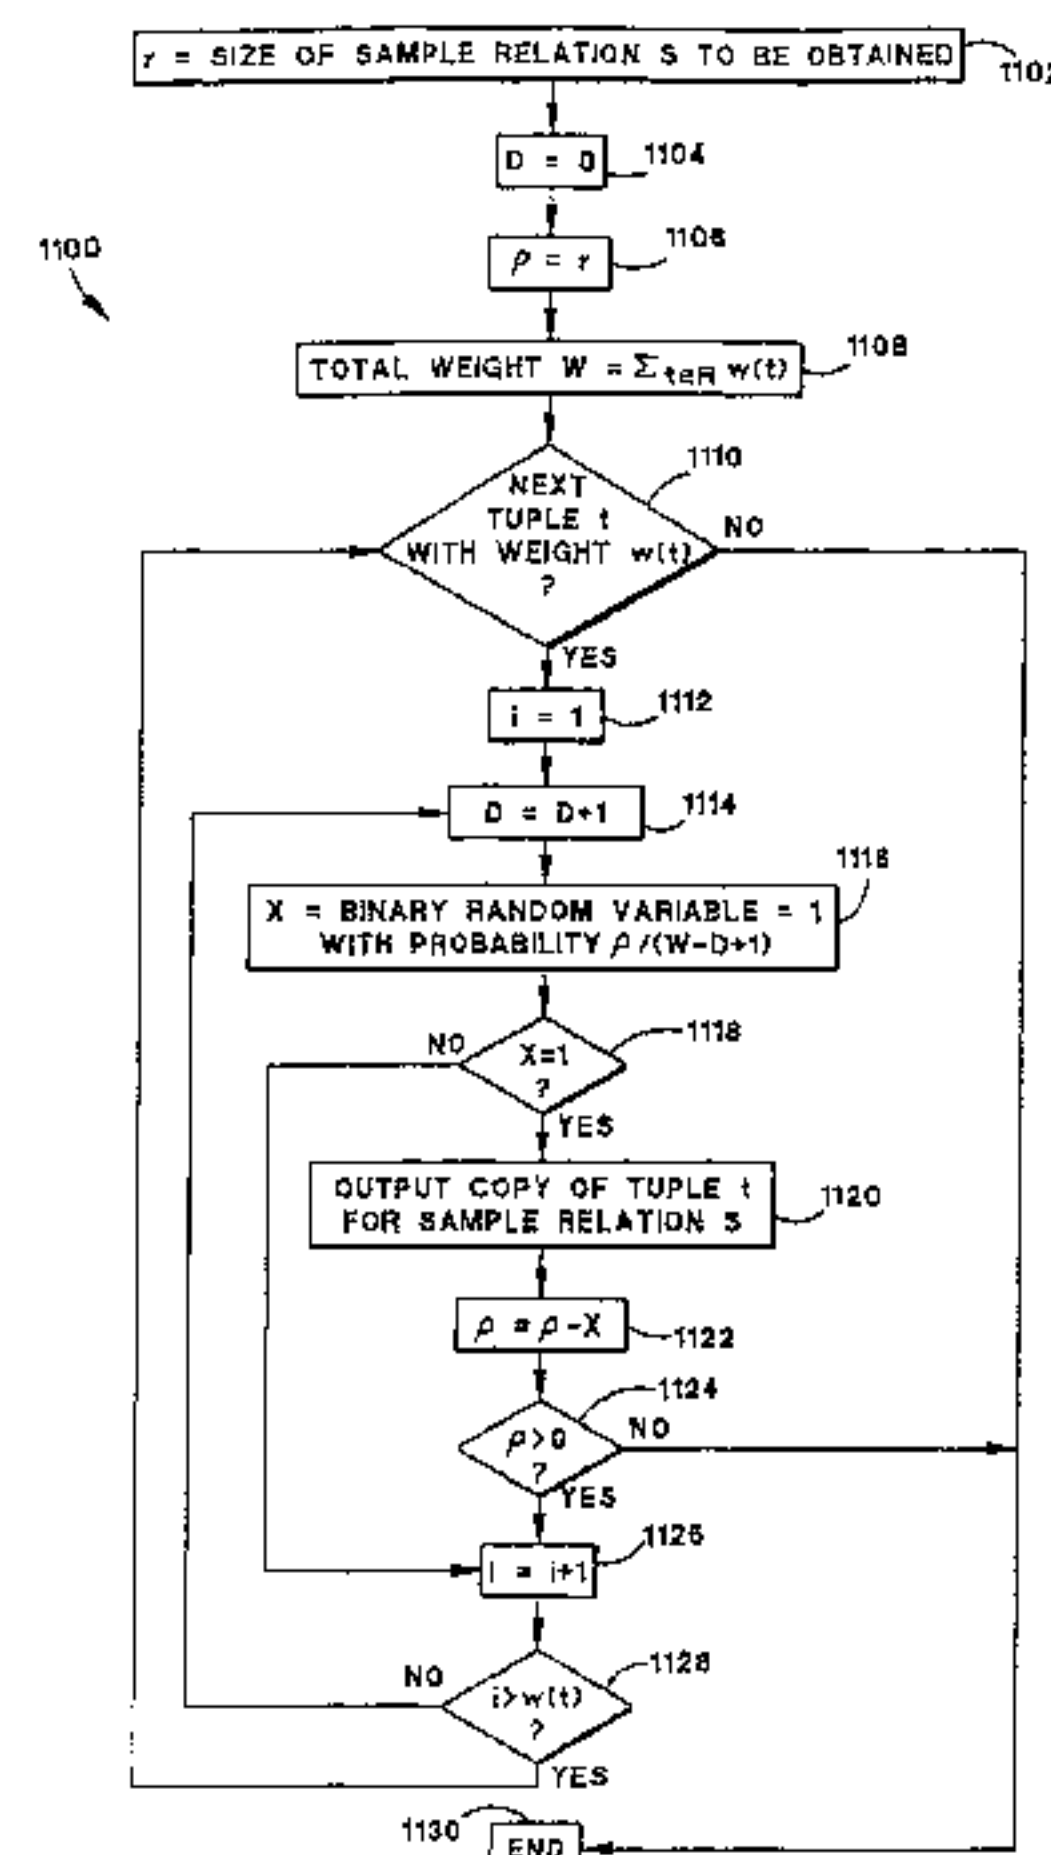 r = SIZE OF SAMPLE RELATION S TO BE OBTAINED
D = 0
1104
1100
ρ = r
1106
TOTAL WEIGHT W = Σ t∈R w(t)
1108
1110
NEXT
TUPLE t
WITH WEIGHT w(t)
?
NO
YES
i = 1
1112
D = D+1
1114
1116
X = BINARY RANDOM VARIABLE = 1
WITH PROBABILITY ρ/(W-D+1)
NO
X=1
?
1118
YES
OUTPUT COPY OF TUPLE t
FOR SAMPLE RELATION S
1120
ρ = ρ-X
1122
1124
ρ>0
?
NO
YES
1126
i = i+1
NO
i>w(t)
?
1128
YES
1130
END